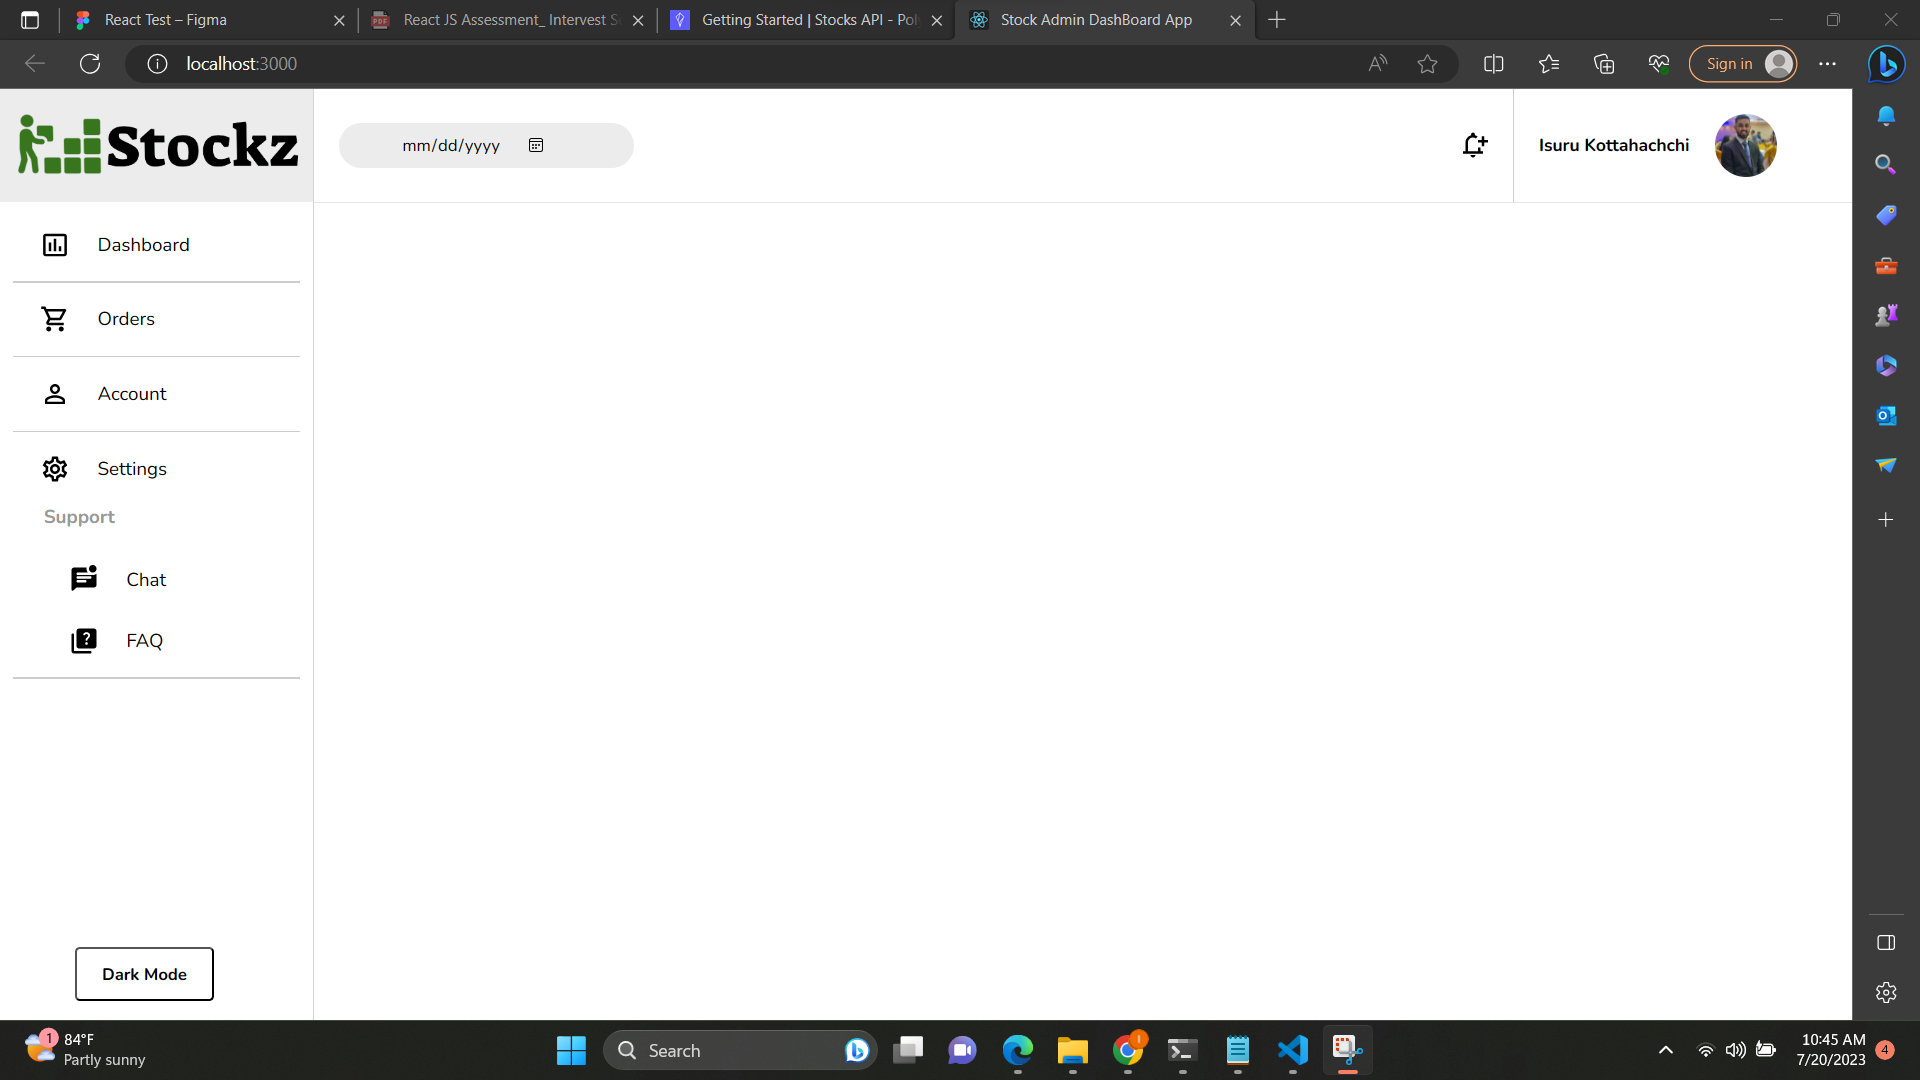 React Test – Figma
React JS Assessment_ Intervest S
Getting Started | Stocks API - Pol
Stock Admin DashBoard App
localhost:3000
Sign in
Stockz
mm/dd/yyyy
Isuru Kottahachchi
Dashboard
Orders
Account
Settings
Support
Chat
FAQ
Dark Mode
1
84°F
Partly sunny
Search
10:45 AM
7/20/2023
4